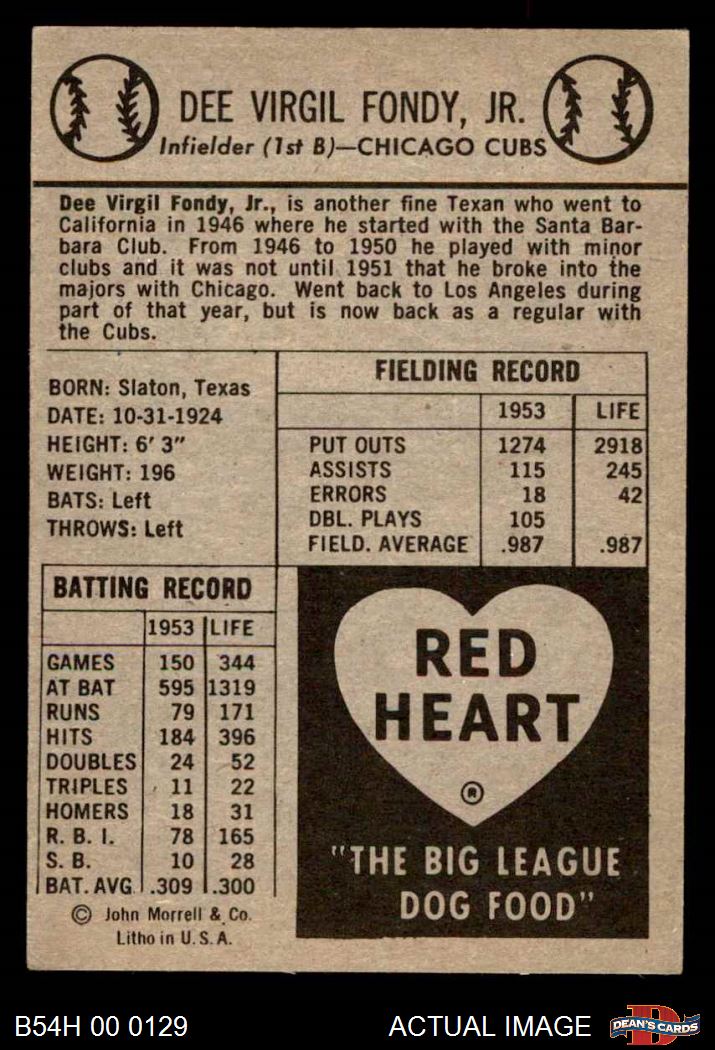 DEE VIRGIL FONDY, JR.
Infielder (1st B)—CHICAGO CUBS
Dee Virgil Fondy, Jr., is another fine Texan who went to
California in 1946 where he started with the Santa Bar-
bara Club. From 1946 to 1950 he played with minor
clubs and it was not until 1951 that he broke into the
majors with Chicago. Went back to Los Angeles during
part of that year, but is now back as a regular with
the Cubs.
BORN: Slaton, Texas
DATE: 10-31-1924
HEIGHT: 6' 3"
WEIGHT: 196
BATS: Left
THROWS: Left
FIELDING RECORD
1953 LIFE
PUT OUTS 1274 2918
ASSISTS 115 245
ERRORS 18 42
DBL. PLAYS 105
FIELD. AVERAGE .987 .987
BATTING RECORD
1953 LIFE
GAMES 150 344
AT BAT 595 1319
RUNS 79 171
HITS 184 396
DOUBLES 24 52
TRIPLES 11 22
HOMERS 18 31
R. B. I. 78 165
S. B. 10 28
BAT. AVG .309 .300
© John Morrell & Co.
Litho in U. S. A.
RED
HEART
®
"THE BIG LEAGUE
DOG FOOD"
B54H 00 0129
ACTUAL IMAGE
DEAN'S CARDS